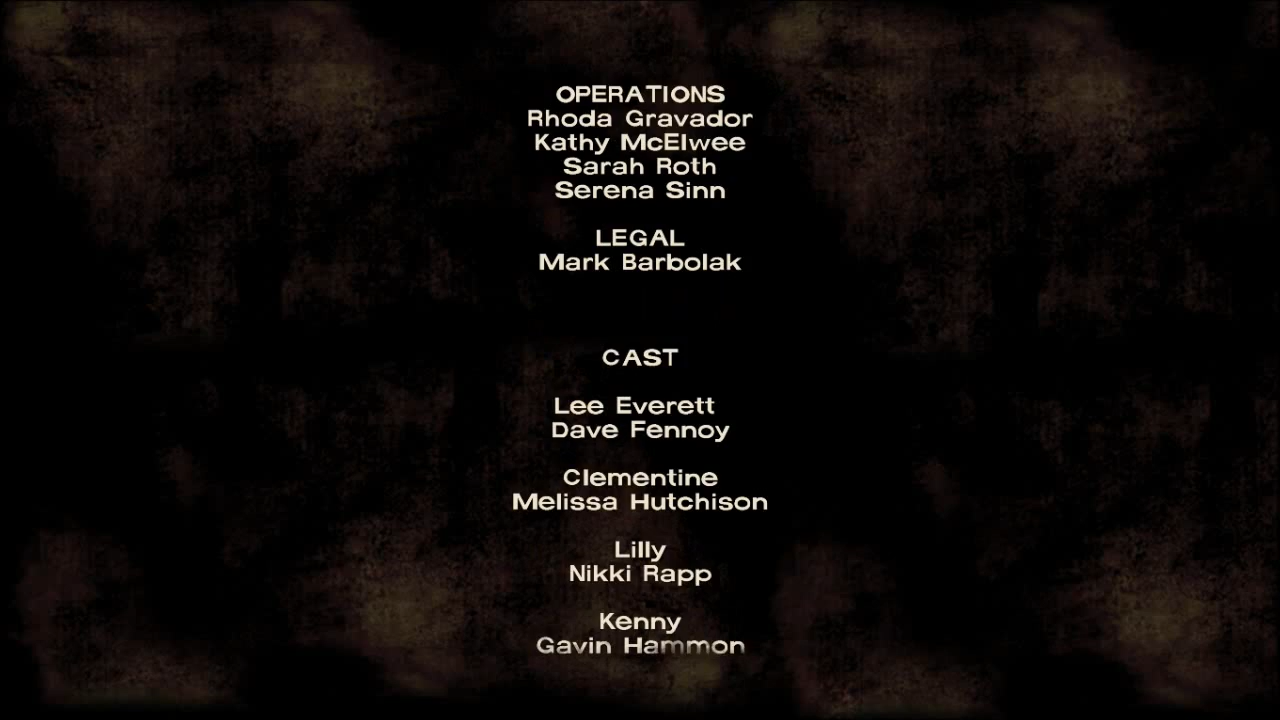 OPERATIONS
Rhoda Gravador
Kathy McElwee
Sarah Roth
Serena Sinn
LEGAL
Mark Barbolak
CAST
Lee Everett
Dave Fennoy
Clementine
Melissa Hutchison
Lilly
Nikki Rapp
Kenny
Gavin Hammon